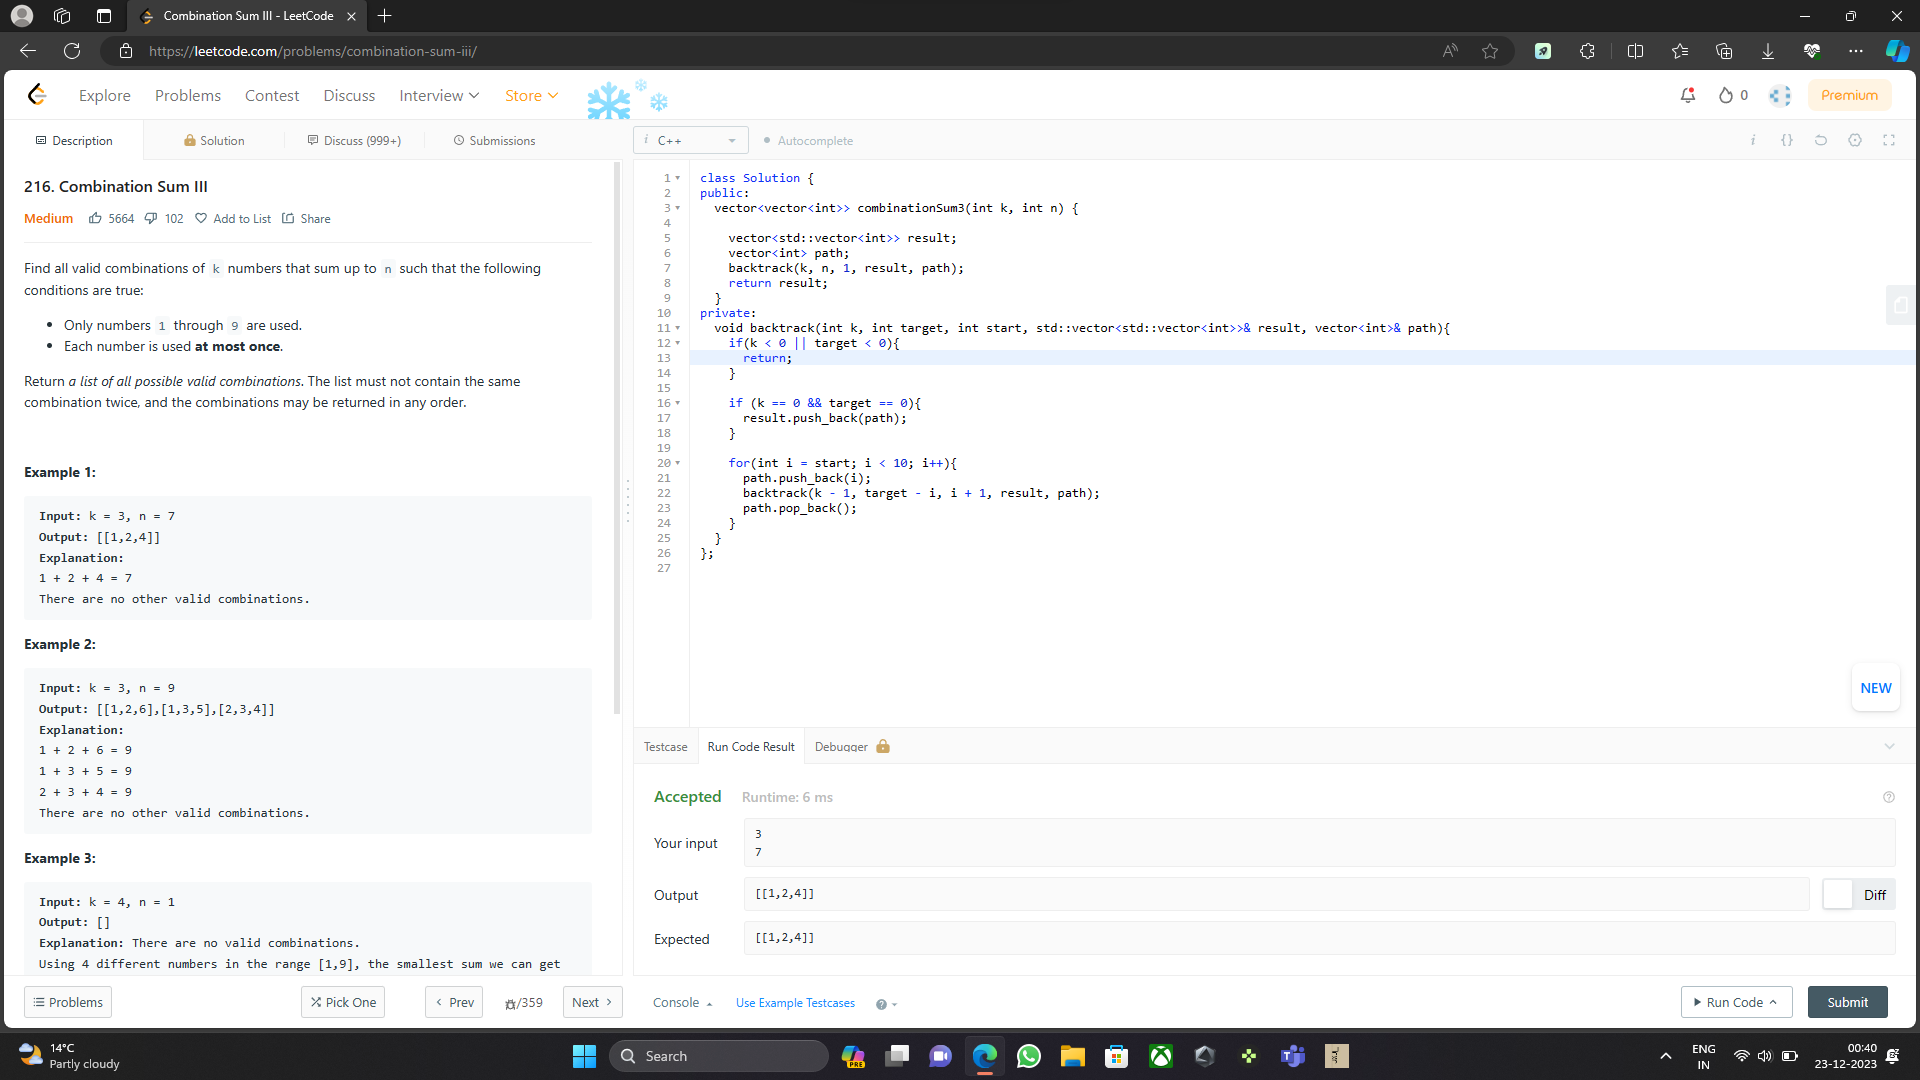 Combination Sum III - LeetCode
https://leetcode.com/problems/combination-sum-iii/
Explore Problems Contest Discuss Interview Store 0 Premium
Description Solution Discuss (999+) Submissions
i C++ Autocomplete
216. Combination Sum III
Medium 5664 102 Add to List Share
Find all valid combinations of k numbers that sum up to n such that the following
conditions are true:
• Only numbers 1 through 9 are used.
• Each number is used at most once.
Return a list of all possible valid combinations. The list must not contain the same
combination twice, and the combinations may be returned in any order.
Example 1:
Input: k = 3, n = 7
Output: [[1,2,4]]
Explanation:
1 + 2 + 4 = 7
There are no other valid combinations.
Example 2:
Input: k = 3, n = 9
Output: [[1,2,6],[1,3,5],[2,3,4]]
Explanation:
1 + 2 + 6 = 9
1 + 3 + 5 = 9
2 + 3 + 4 = 9
There are no other valid combinations.
Example 3:
Input: k = 4, n = 1
Output: []
Explanation: There are no valid combinations.
Using 4 different numbers in the range [1,9], the smallest sum we can get
1 class Solution {
2 public:
3 vector<vector<int>> combinationSum3(int k, int n) {
4
5 vector<std::vector<int>> result;
6 vector<int> path;
7 backtrack(k, n, 1, result, path);
8 return result;
9 }
10 private:
11 void backtrack(int k, int target, int start, std::vector<std::vector<int>>& result, vector<int>& path){
12 if(k < 0 || target < 0){
13 return;
14 }
15
16 if (k == 0 && target == 0){
17 result.push_back(path);
18 }
19
20 for(int i = start; i < 10; i++){
21 path.push_back(i);
22 backtrack(k - 1, target - i, i + 1, result, path);
23 path.pop_back();
24 }
25 }
26 };
27
NEW
Testcase Run Code Result Debugger
Accepted Runtime: 6 ms
Your input
3
7
Output [[1,2,4]] Diff
Expected [[1,2,4]]
Problems Pick One Prev /359 Next Console Use Example Testcases Run Code Submit
14°C
Partly cloudy
Search
PRE
ENG
IN
00:40
23-12-2023